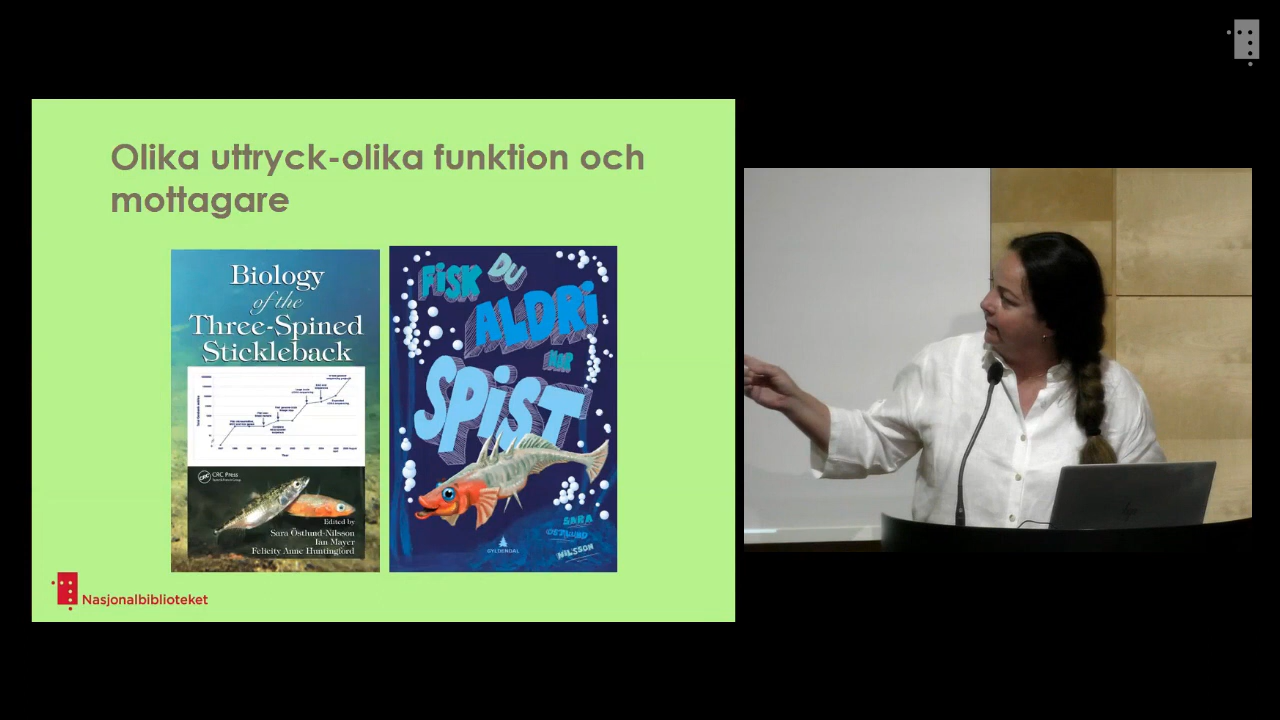 Olika uttryck-olika funktion och
mottagare
Biology
of the
Three-Spined
Stickleback
CRC
CRC Press
Edited by
Sara Östlund-Nilsson
Ian Mayer
Felicity Anne Huntingford
FiSK DU
ALDRi
HAR
SPiST
SARA
ÖSTLUND
NILSSON
GYLDENDAL
Nasjonalbiblioteket